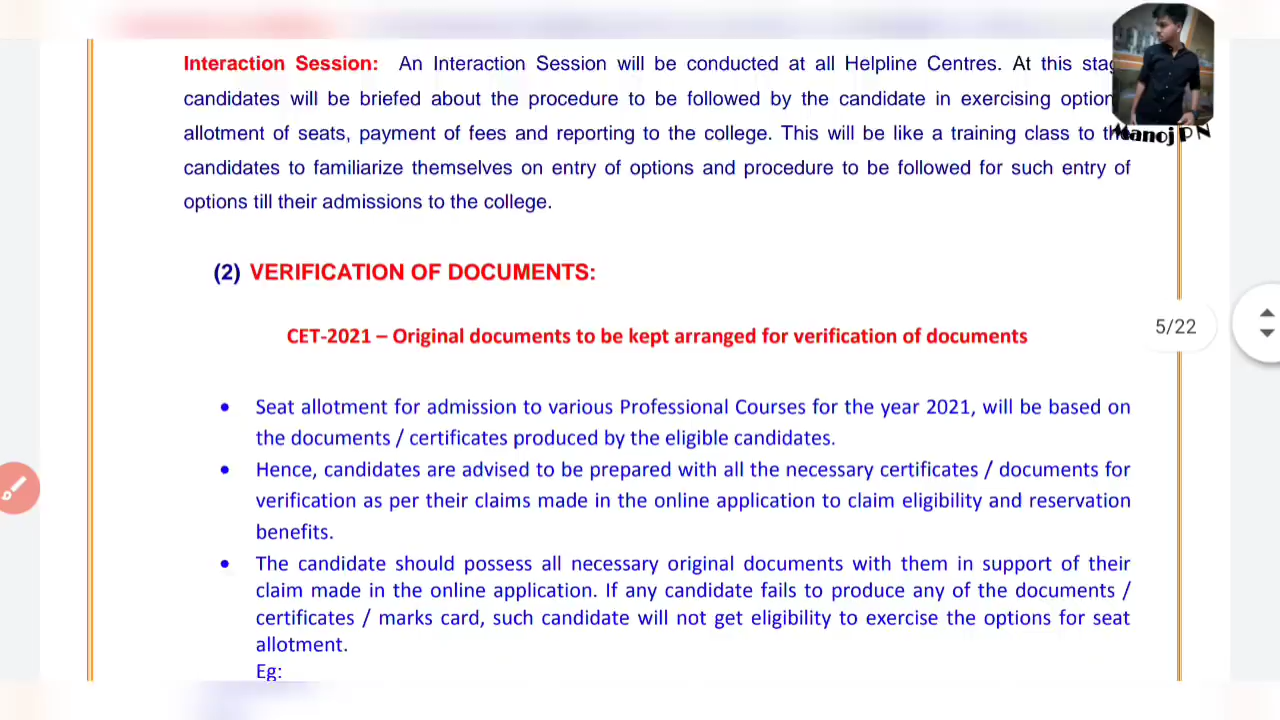 Interaction Session: An Interaction Session will be conducted at all Helpline Centres. At this stag
candidates will be briefed about the procedure to be followed by the candidate in exercising option
allotment of seats, payment of fees and reporting to the college. This will be like a training class to the
candidates to familiarize themselves on entry of options and procedure to be followed for such entry of
options till their admissions to the college.
Manoj P N
(2) VERIFICATION OF DOCUMENTS:
CET-2021 – Original documents to be kept arranged for verification of documents
5/22
• Seat allotment for admission to various Professional Courses for the year 2021, will be based on
the documents / certificates produced by the eligible candidates.
• Hence, candidates are advised to be prepared with all the necessary certificates / documents for
verification as per their claims made in the online application to claim eligibility and reservation
benefits.
• The candidate should possess all necessary original documents with them in support of their
claim made in the online application. If any candidate fails to produce any of the documents /
certificates / marks card, such candidate will not get eligibility to exercise the options for seat
allotment.
Eg: